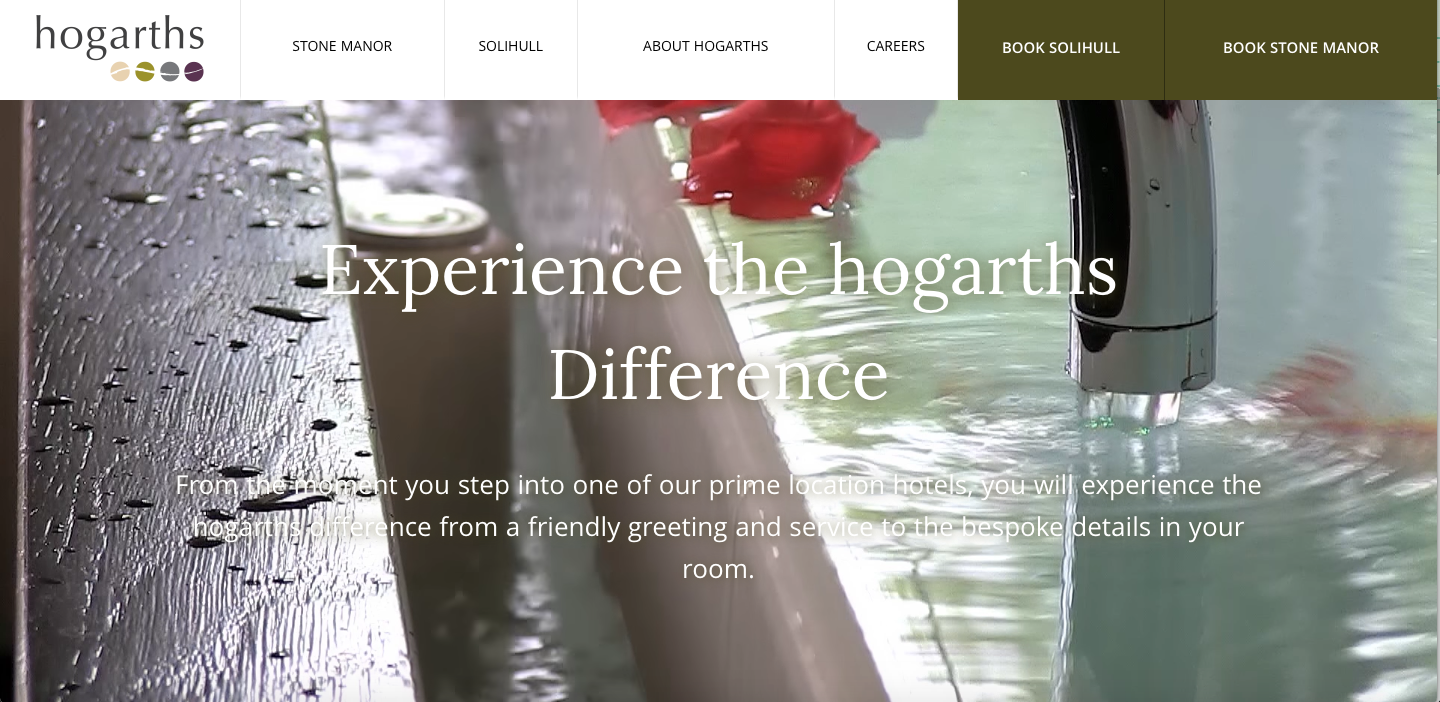 hogarths
STONE MANOR
SOLIHULL
ABOUT HOGARTHS
CAREERS
BOOK SOLIHULL
BOOK STONE MANOR
Experience the hogarths
Difference
From the moment you step into one of our prime location hotels, you will experience the
hogarths difference from a friendly greeting and service to the bespoke details in your
room.